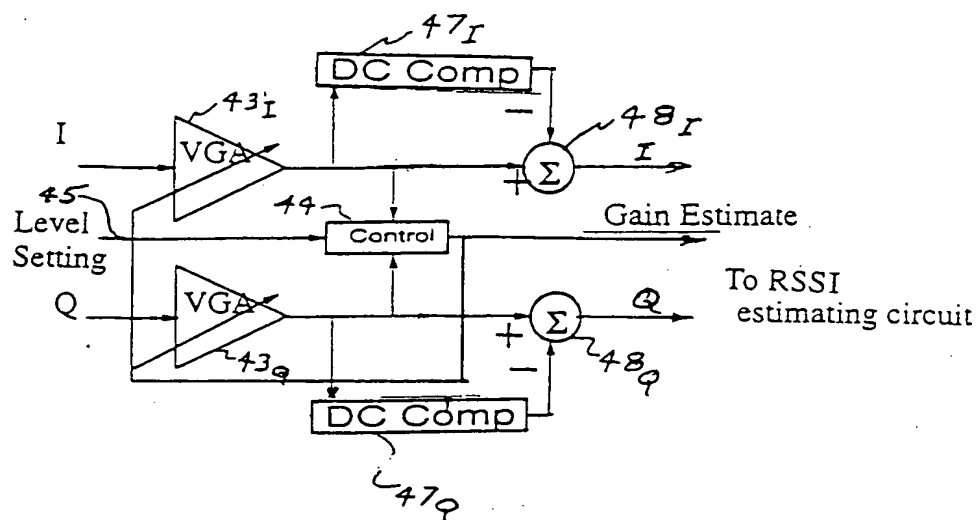 47I
DC Comp
−
43I
48I
I
VGA
I
+
Σ
45
44
Level
Setting
Control
Gain Estimate
Q
VGA
Q
To RSSI
estimating circuit
+
Σ
−
43Q
48Q
DC Comp
47Q